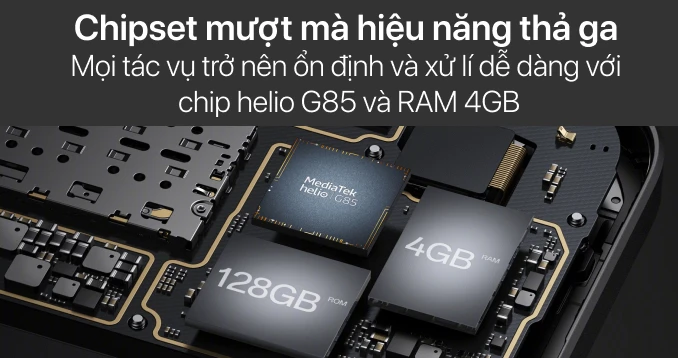 Chipset mượt mà hiệu năng thả ga
Mọi tác vụ trở nên ổn định và xử lí dễ dàng với
chip helio G85 và RAM 4GB
MediaTek
helio G85
4GB RAM
128GB ROM